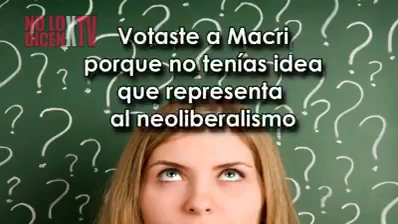 NO LO
DICEN X TV
Votaste a Macri
porque no tenías idea
que representa
al neoliberalismo